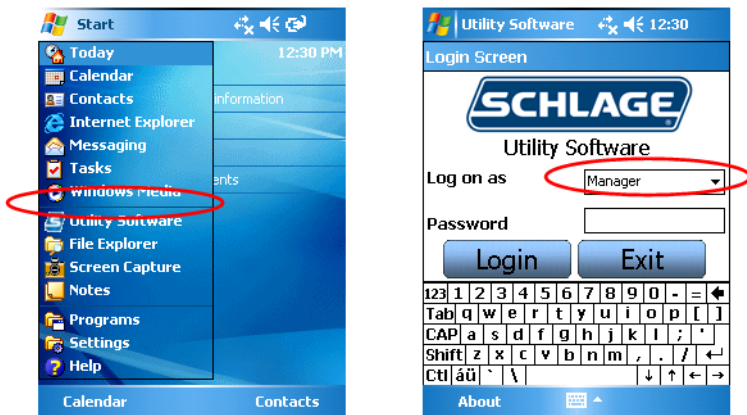 Start
Today
12:30 PM
Calendar
Contacts
information
Internet Explorer
Messaging
Tasks
ents
Windows Media
Utility Software
File Explorer
Screen Capture
Notes
Programs
Settings
Help
Calendar
Contacts
Utility Software 12:30
Login Screen
SCHLAGE
Utility Software
Log on as
Manager
Password
Login Exit
123 1 2 3 4 5 6 7 8 9 0 - =
Tab q w e r t y u i o p [ ]
CAP a s d f g h j k l ; '
Shift z x c v b n m , . /
Ctl áü ` \ ↓ ↑ ← →
About